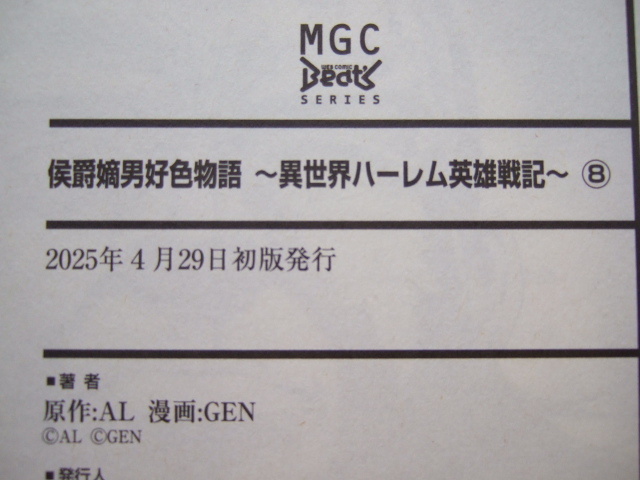 MGC
WEB COMIC
Beat's
SERIES
侯爵嫡男好色物語 ～異世界ハーレム英雄戦記～ ⑧
2025年4月29日初版発行
■著者
原作:AL 漫画:GEN
©AL ©GEN
■発行人